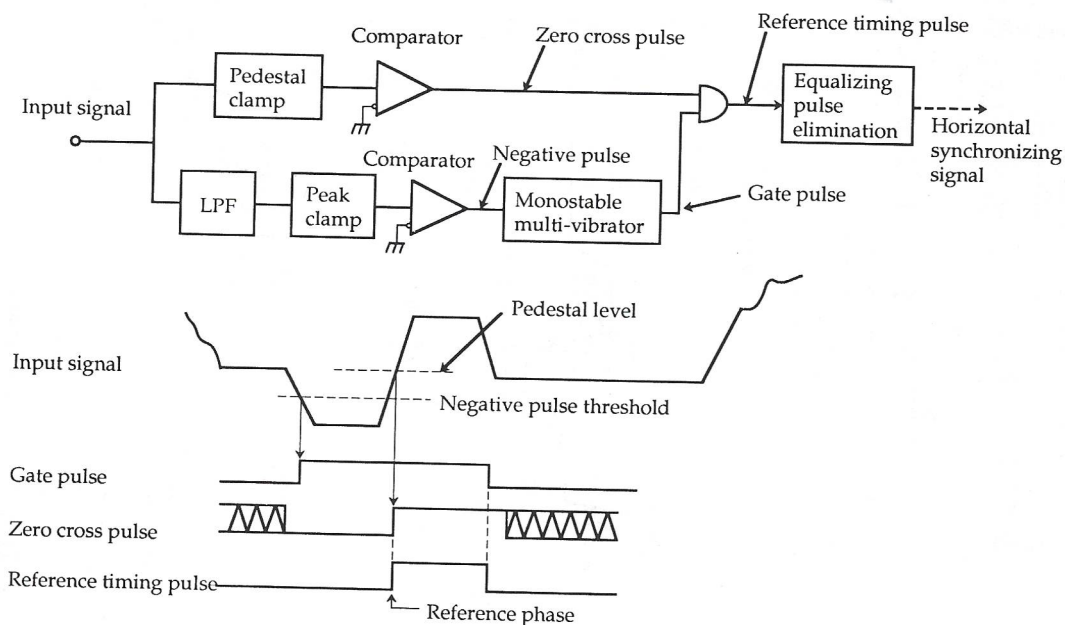 Reference timing pulse
Comparator
Zero cross pulse
Pedestal
clamp
Equalizing
pulse
elimination
Input signal
Horizontal
synchronizing
signal
Comparator
Negative pulse
LPF
Peak
clamp
Monostable
multi-vibrator
Gate pulse
Pedestal level
Input signal
Negative pulse threshold
Gate pulse
Zero cross pulse
Reference timing pulse
Reference phase